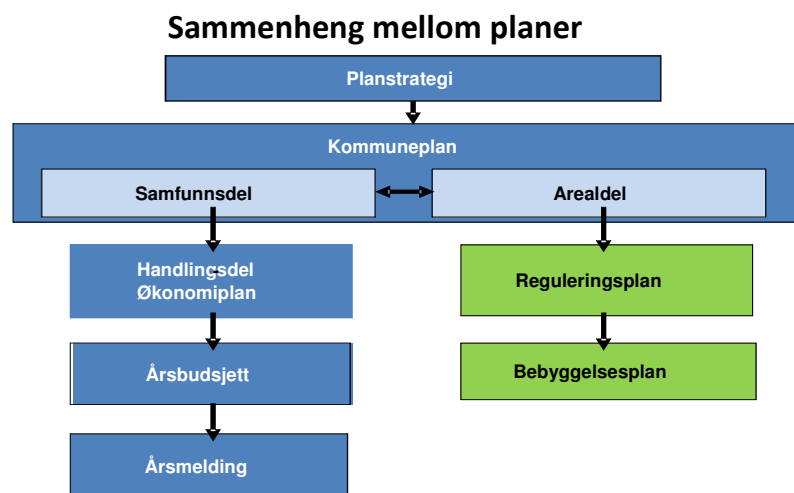 Sammenheng mellom planer
Planstrategi
Kommuneplan
Samfunnsdel
Arealdel
Handlingsdel
Økonomiplan
Reguleringsplan
Årsbudsjett
Bebyggelsesplan
Årsmelding